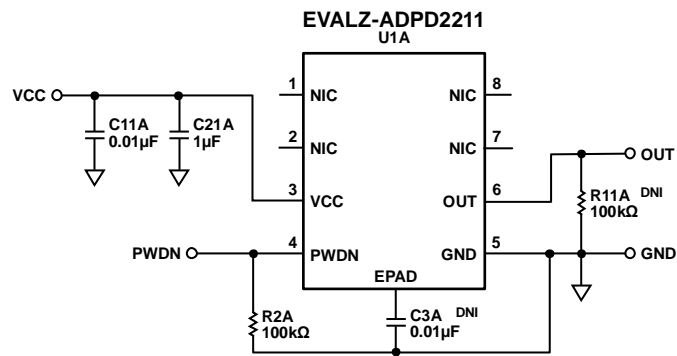 EVALZ-ADPD2211
U1A
VCC
C11A
0.01µF
C21A
1µF
1 NIC
2 NIC
3 VCC
4 PWDN
NIC 8
NIC 7
OUT 6
GND 5
EPAD
PWDN
R2A
100kΩ
C3A DNI
0.01µF
OUT
R11A DNI
100kΩ
GND